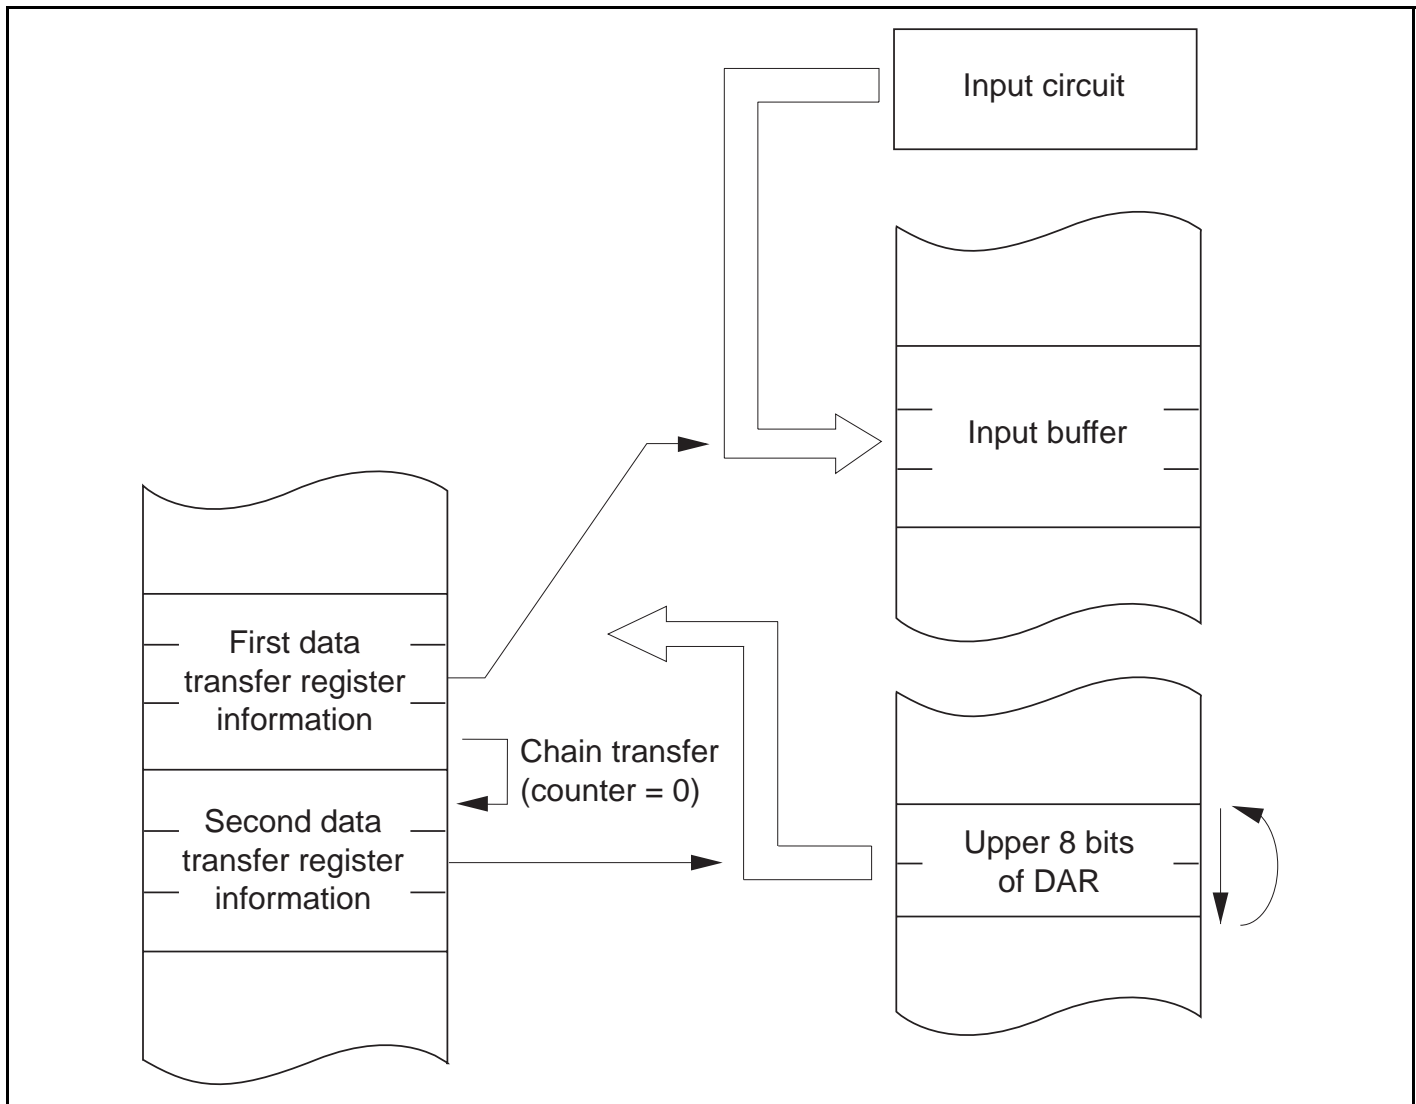 Input circuit
Input buffer
First data
transfer register
information
Chain transfer
(counter = 0)
Second data
transfer register
information
Upper 8 bits
of DAR